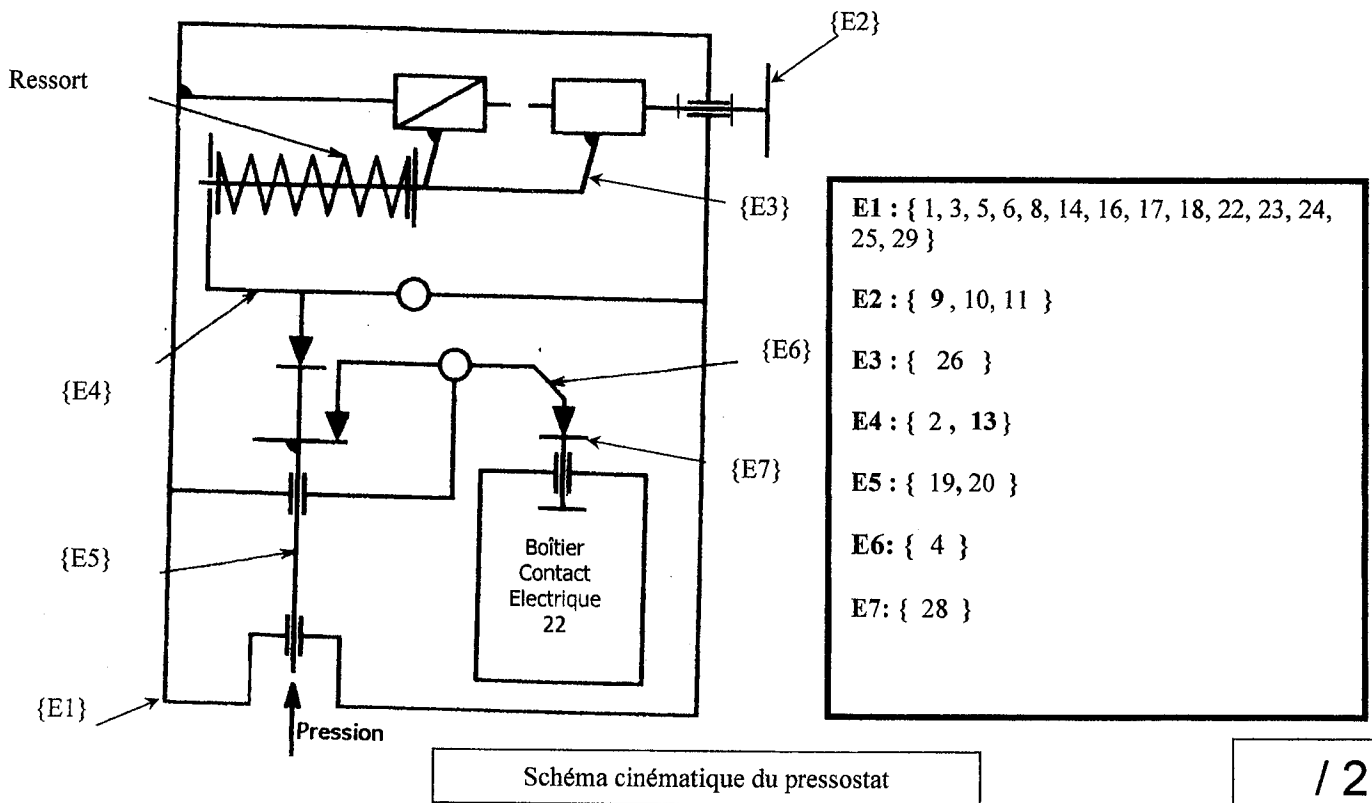 {E2}
Ressort
{E3}
E1 : { 1, 3, 5, 6, 8, 14, 16, 17, 18, 22, 23, 24,
25, 29 }
E2 : { 9 , 10, 11 }
E3 : { 26 }
E4 : { 2 , 13 }
E5 : { 19, 20 }
E6: { 4 }
E7: { 28 }
{E6}
{E4}
{E7}
{E5}
Boîtier
Contact
Electrique
22
{E1}
Pression
Schéma cinématique du pressostat
/ 2